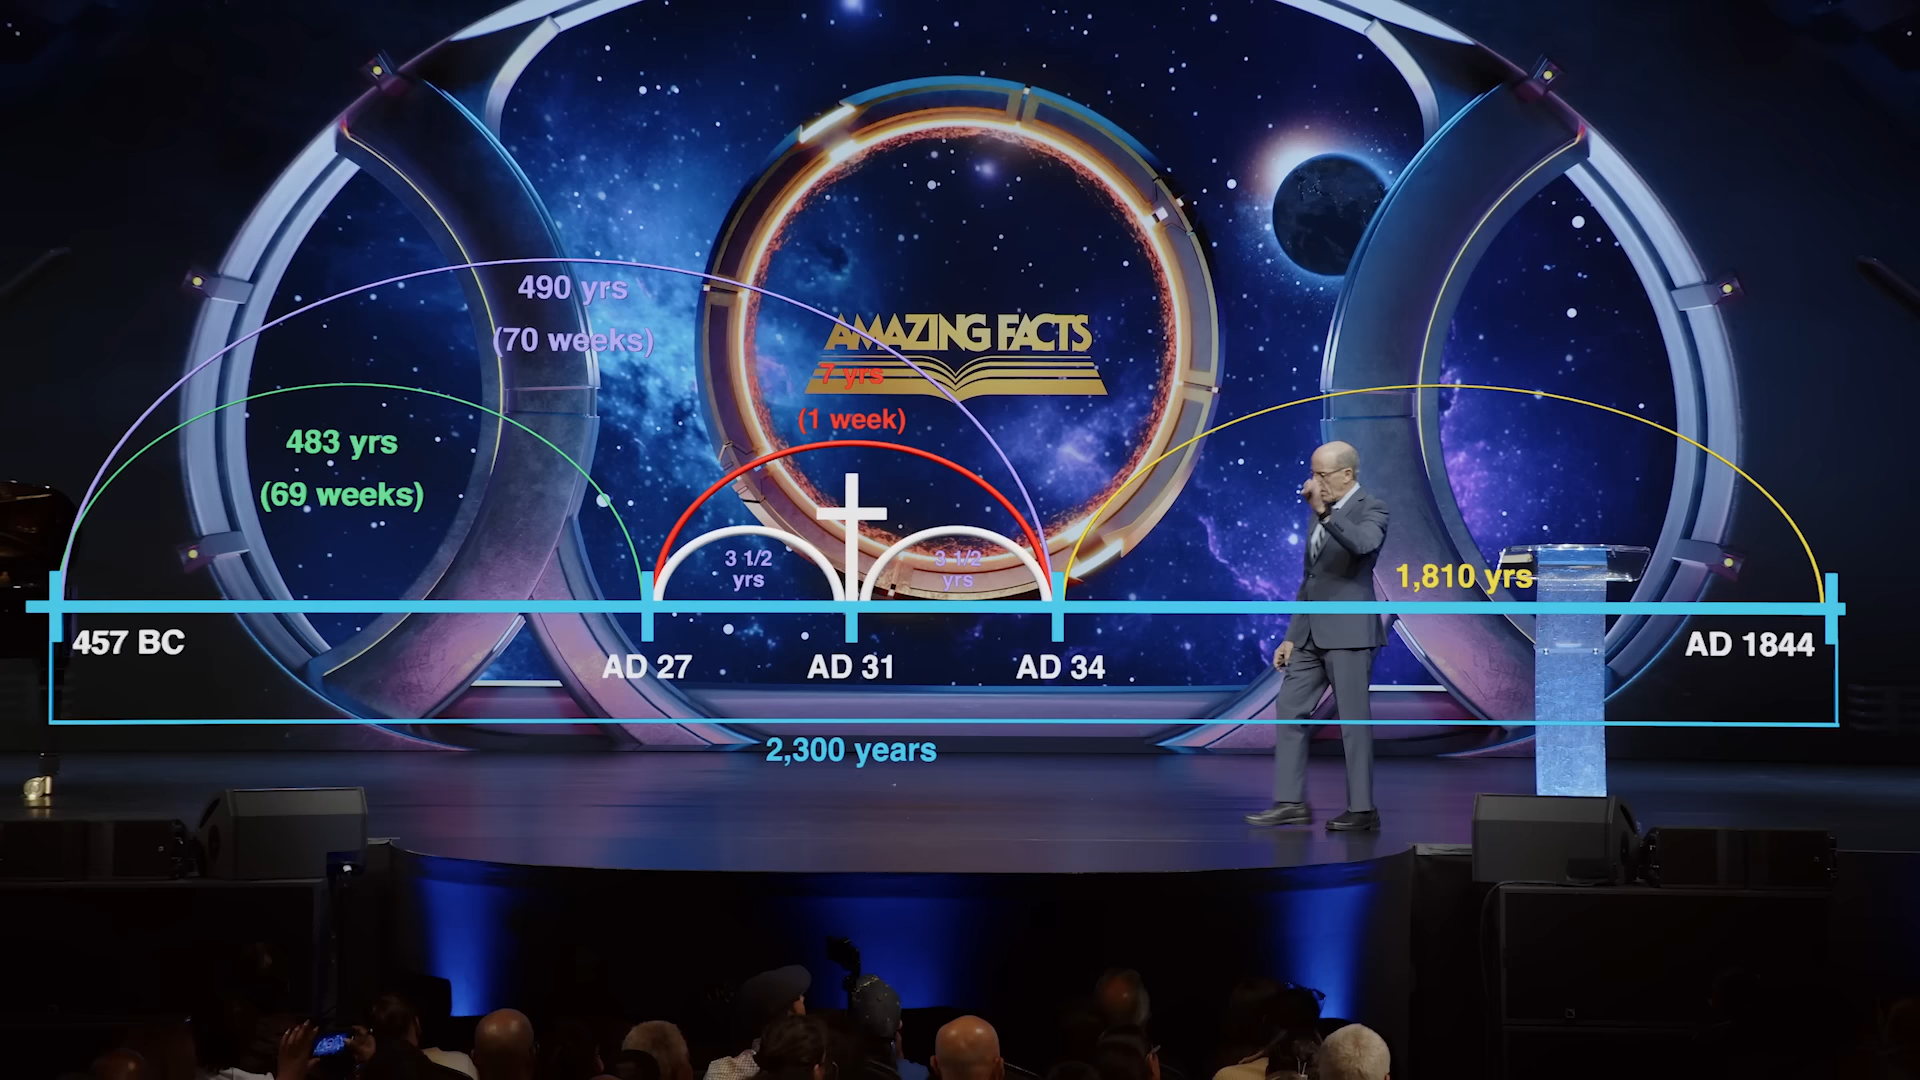 490 yrs
(70 weeks)
AMAZING FACTS
7 yrs
(1 week)
483 yrs
(69 weeks)
3 1/2
yrs
3 1/2
yrs
1,810 yrs
457 BC
AD 27
AD 31
AD 34
AD 1844
2,300 years